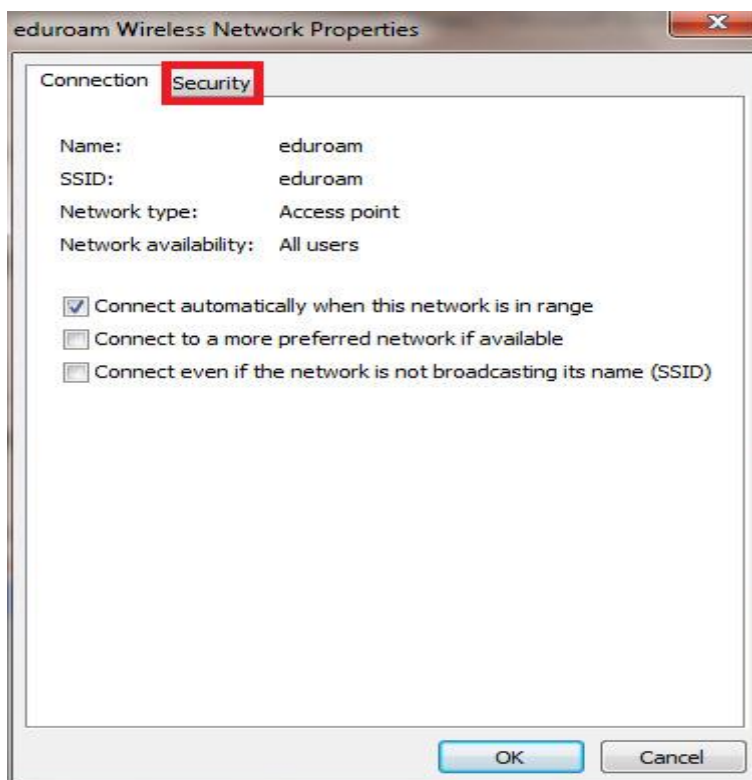 eduroam Wireless Network Properties
Connection Security
Name: eduroam
SSID: eduroam
Network type: Access point
Network availability: All users
Connect automatically when this network is in range
Connect to a more preferred network if available
Connect even if the network is not broadcasting its name (SSID)
OK Cancel